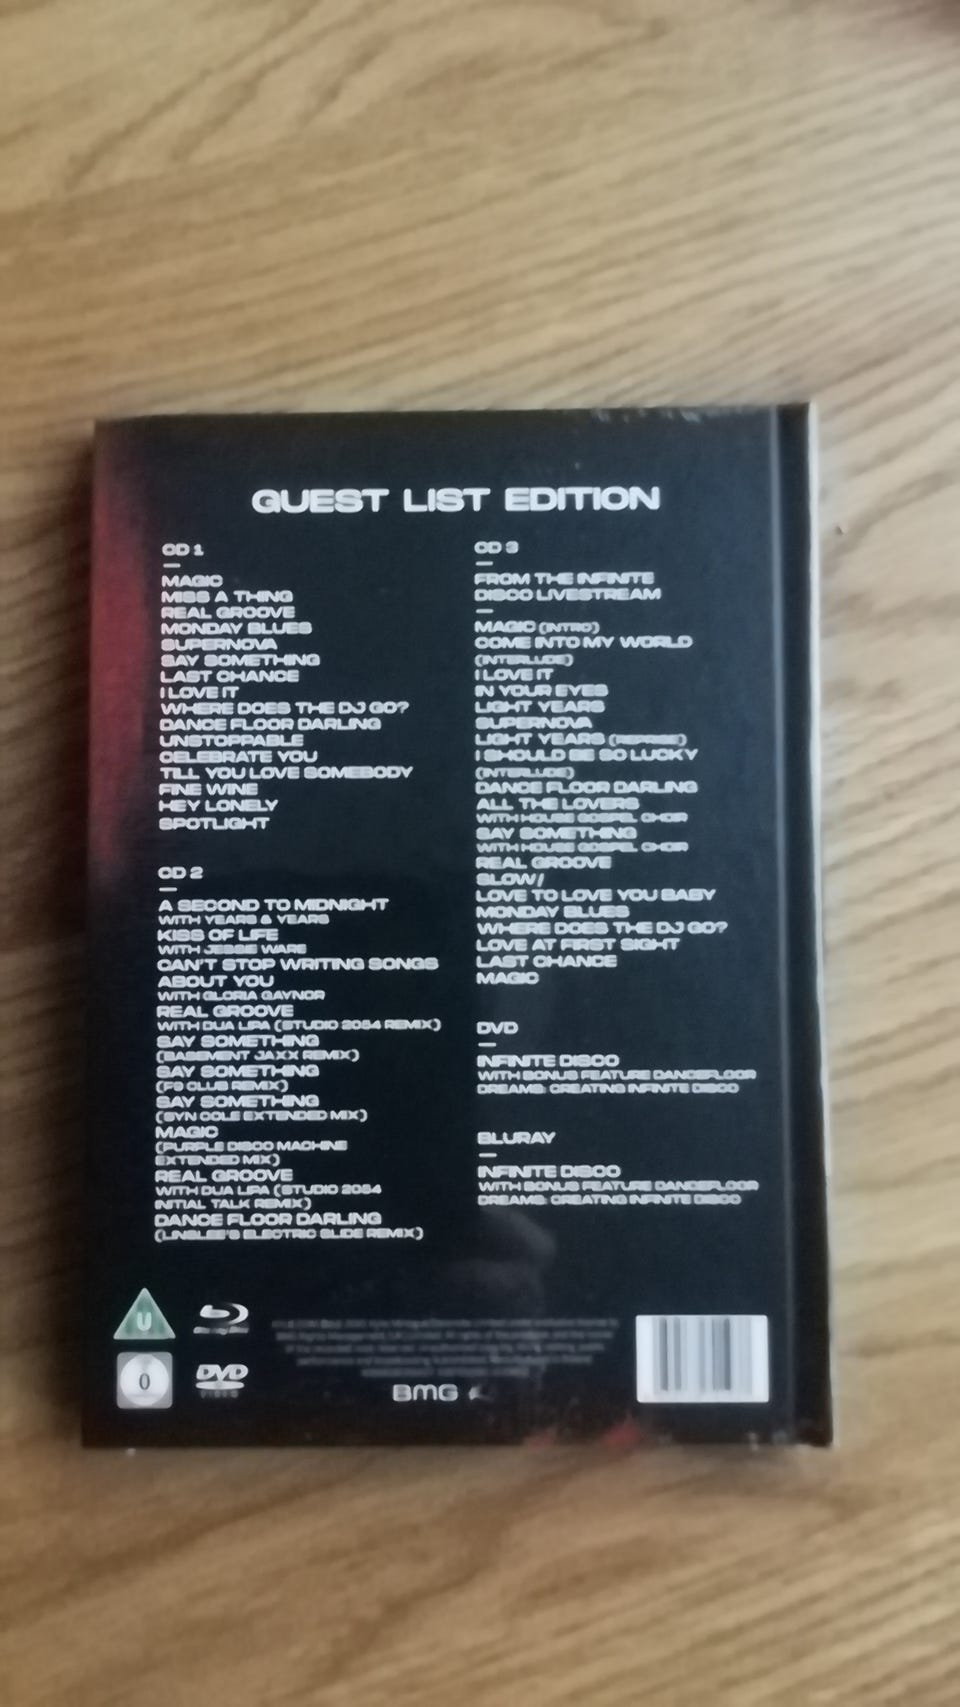 GUEST LIST EDITION
CD 1
MAGIC
MISS A THING
REAL GROOVE
MONDAY BLUES
SUPERNOVA
SAY SOMETHING
LAST CHANCE
I LOVE IT
WHERE DOES THE DJ GO?
DANCE FLOOR DARLING
UNSTOPPABLE
CELEBRATE YOU
TILL YOU LOVE SOMEBODY
FINE WINE
HEY LONELY
SPOTLIGHT
CD 2
A SECOND TO MIDNIGHT
WITH YEARS & YEARS
KISS OF LIFE
WITH JESSIE WARE
CAN'T STOP WRITING SONGS
ABOUT YOU
WITH GLORIA GAYNOR
REAL GROOVE
WITH DUA LIPA (STUDIO 2054 REMIX)
SAY SOMETHING
(BASEMENT JAXX REMIX)
SAY SOMETHING
(F9 CLUB REMIX)
SAY SOMETHING
(SYN COLE EXTENDED MIX)
MAGIC
(PURPLE DISCO MACHINE
EXTENDED MIX)
REAL GROOVE
WITH DUA LIPA (STUDIO 2054
INITIAL TALK REMIX)
DANCE FLOOR DARLING
(LINSLEE'S ELECTRIC SLIDE REMIX)
CD 3
FROM THE INFINITE
DISCO LIVESTREAM
MAGIC (INTRO)
COME INTO MY WORLD
(INTERLUDE)
I LOVE IT
IN YOUR EYES
LIGHT YEARS
SUPERNOVA
LIGHT YEARS (REPRISE)
I SHOULD BE SO LUCKY
(INTERLUDE)
DANCE FLOOR DARLING
ALL THE LOVERS
WITH HOUSE GOSPEL CHOIR
SAY SOMETHING
WITH HOUSE GOSPEL CHOIR
REAL GROOVE
SLOW/
LOVE TO LOVE YOU BABY
MONDAY BLUES
WHERE DOES THE DJ GO?
LOVE AT FIRST SIGHT
LAST CHANCE
MAGIC
DVD
INFINITE DISCO
WITH BONUS FEATURE DANCEFLOOR
DREAMS: CREATING INFINITE DISCO
BLURAY
INFINITE DISCO
WITH BONUS FEATURE DANCEFLOOR
DREAMS: CREATING INFINITE DISCO
U
Blu-ray Disc
0
DVD
VIDEO
BMG